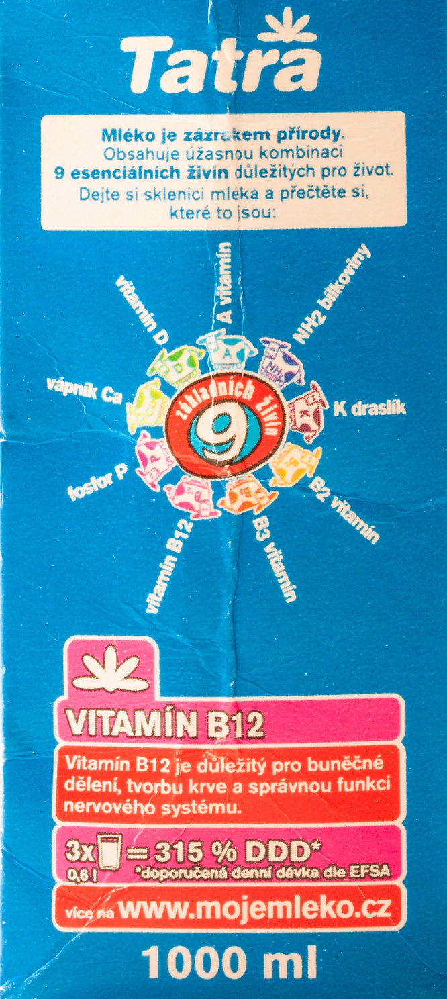 Tatra
Mléko je zázrakem přírody.
Obsahuje úžasnou kombinaci
9 esenciálních živin důležitých pro život.
Dejte si sklenici mléka a přečtěte si,
které to jsou:
A vitamín
NH2 bílkoviny
K draslík
B2 vitamín
B3 vitamín
vitamín B12
fosfor P
vápník Ca
vitamín D
A
NH₂
K
B₂
B₃
B₁₂
P
D
9
základních živin
VITAMÍN B12
Vitamín B12 je důležitý pro buněčné
dělení, tvorbu krve a správnou funkci
nervového systému.
3x = 315 % DDD*
0,6 l *doporučená denní dávka dle EFSA
více na www.mojemleko.cz
1000 ml